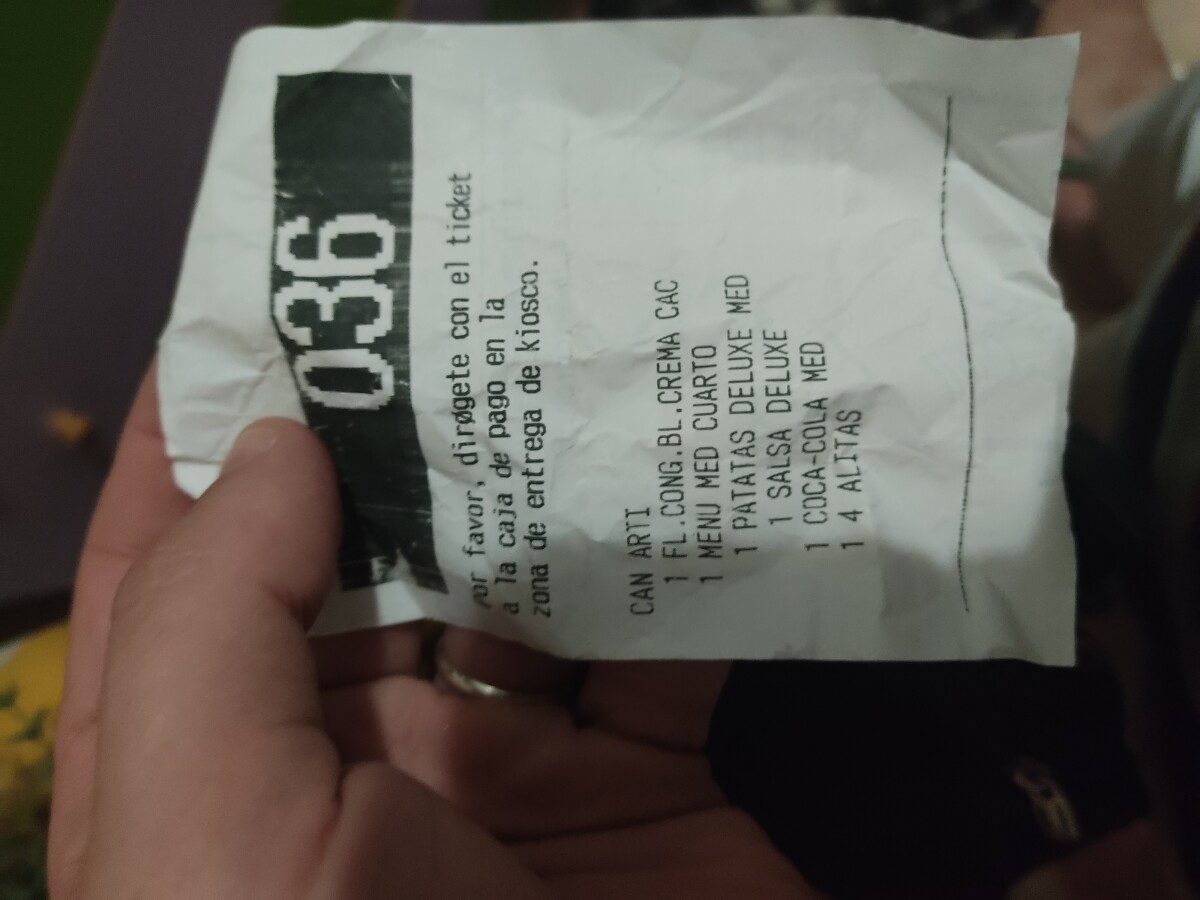 036
Por favor, dirøgete con el ticket
a la caja de pago en la
zona de entrega de kiosco.
CAN ARTI
1 FL.CONG.BL.CREMA CAC
1 MENU MED CUARTO
1 PATATAS DELUXE MED
1 SALSA DELUXE
1 COCA-COLA MED
1 4 ALITAS